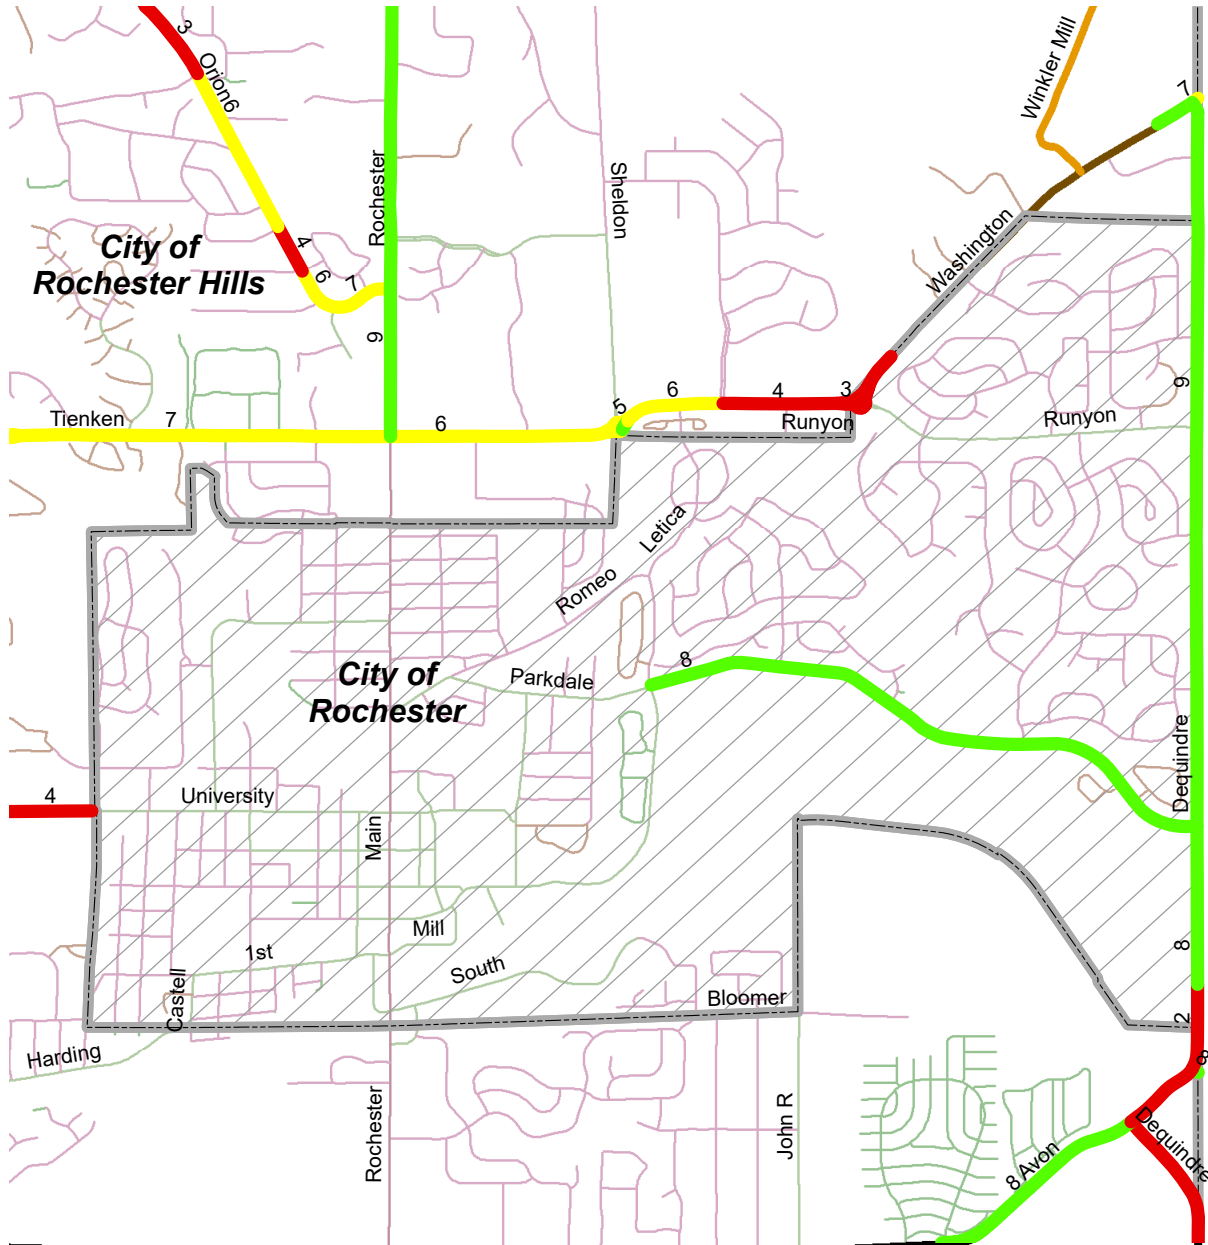 3
Orion
6
Winkler Mill
7
Rochester
Sheldon
City of
Rochester Hills
4
6
7
Washington
9
9
Tienken
7
6
5
6
4
3
Runyon
Runyon
Letica
Romeo
City of
Rochester
Parkdale
8
Dequindre
4
University
Main
Mill
1st
South
8
Castell
Bloomer
2
Harding
8
Rochester
John R
Dequindre
8 Avon